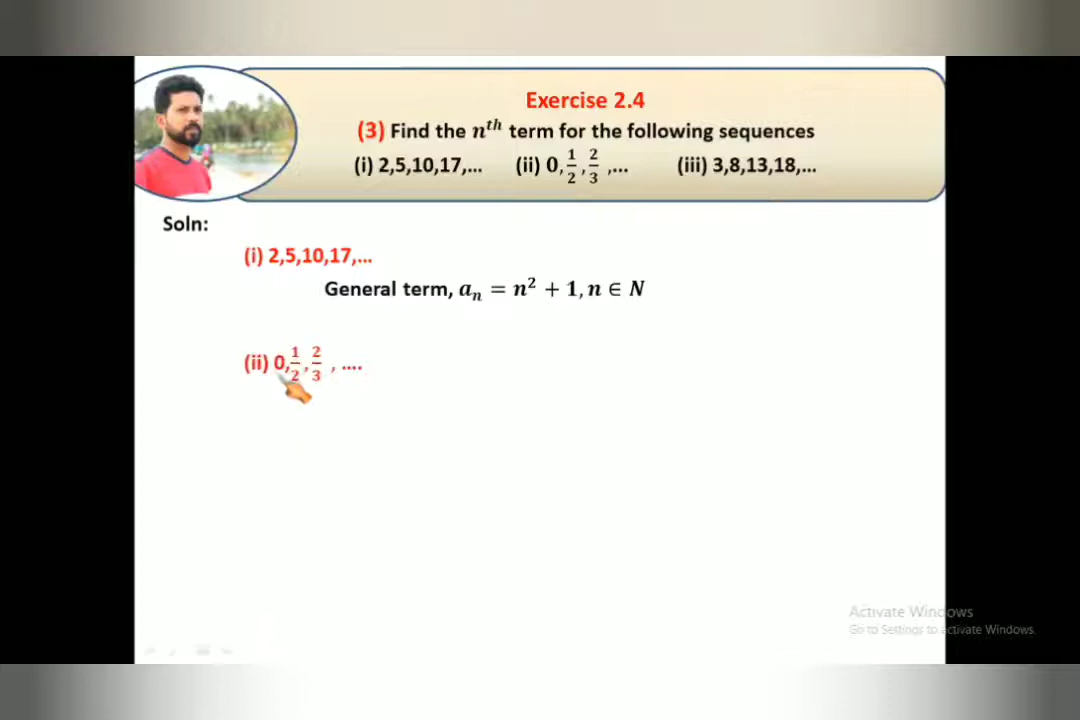 Exercise 2.4
(3) Find the nᵗʰ term for the following sequences
(i) 2,5,10,17,... (ii) 0, 1/2 , 2/3 ,... (iii) 3,8,13,18,...
Soln:
(i) 2,5,10,17,...
General term, aₙ = n² + 1, n ∈ N
(ii) 0, 1/2 , 2/3 , ....
Activate Windows
Go to Settings to activate Windows.